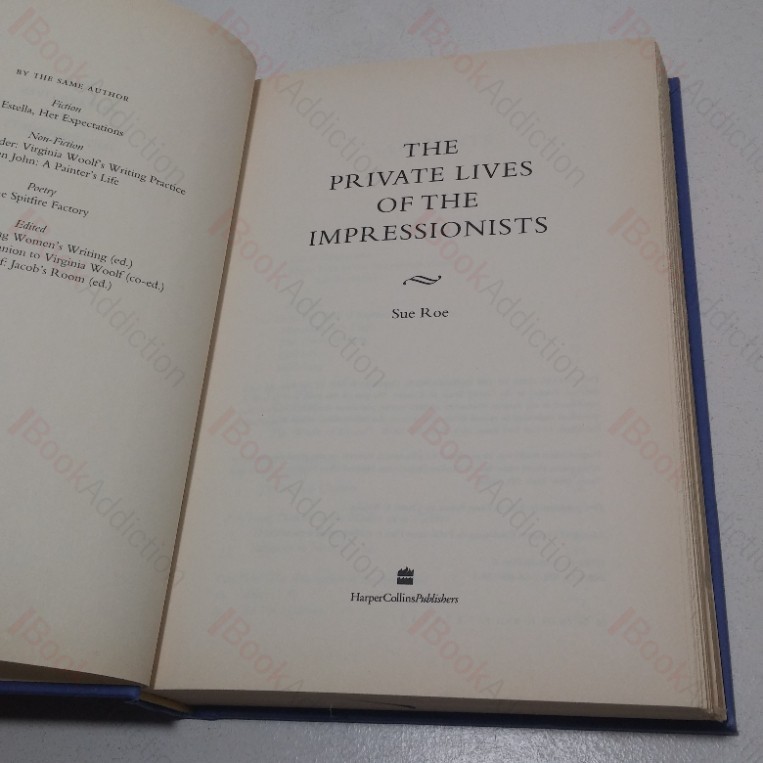 BY THE SAME AUTHOR
Fiction
Estella, Her Expectations
Non-Fiction
Virginia Woolf's Writing Practice
John: A Painter's Life
Poetry
Spitfire Factory
Edited
Women's Writing (ed.)
to Virginia Woolf (co-ed.)
Jacob's Room (ed.)
THE
PRIVATE LIVES
OF THE
IMPRESSIONISTS
Sue Roe
HarperCollinsPublishers
BookAddiction